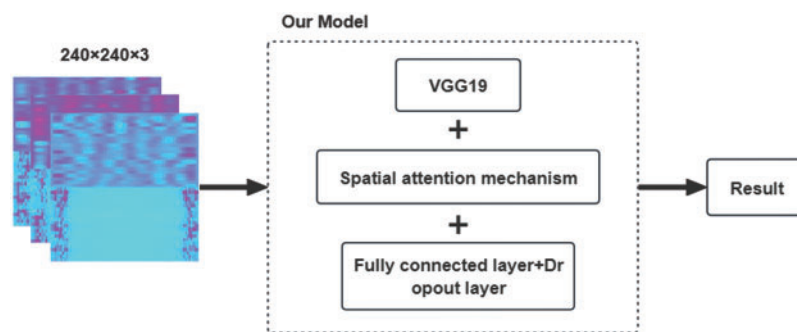 Our Model
240×240×3
VGG19
+
Spatial attention mechanism
+
Fully connected layer+Dr
opout layer
Result